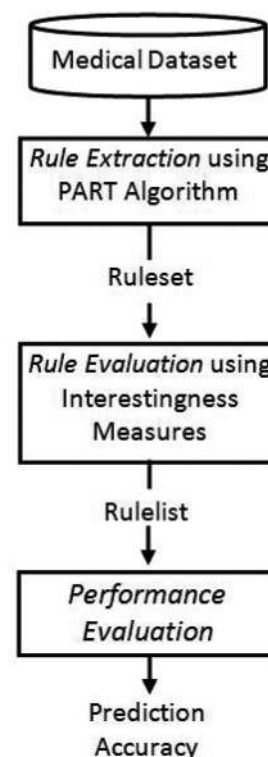 Medical Dataset
Rule Extraction using
PART Algorithm
Ruleset
Rule Evaluation using
Interestingness
Measures
Rulelist
Performance
Evaluation
Prediction
Accuracy